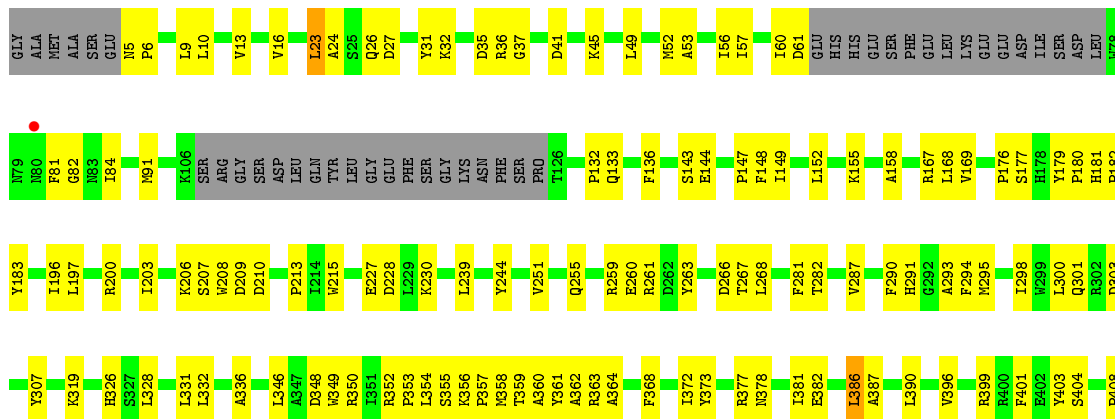 GLY ALA MET ALA SER GLU N5 P6 L9 L10 V13 V16 L23 A24 S25 Q26 D27 Y31 K32 D35 R36 G37 D41 K45 L49 M52 A53 I56 I57 I60 D61 GLU HIS HIS GLU SER PHE GLU LEU LYS GLU GLU ASP ILE SER ASP LEU W78
N79 N80 F81 G82 N83 I84 M91 K106 SER ARG GLY SER ASP LEU GLN TYR LEU GLY GLU PHE SER GLY LYS ASN PHE SER PRO T126 P132 Q133 F136 S143 E144 P147 F148 I149 L152 K155 A158 R167 L168 V169 P176 S177 H178 Y179 P180 H181
Y183 I196 L197 R200 I203 K206 S207 W208 D209 D210 P213 I214 W215 E227 D228 L229 K230 L239 Y244 V251 Q255 R259 E260 R261 D262 Y263 D266 T267 L268 F281 T282 V287 F290 H291 G292 A293 F294 M295 I298 W299 L300 Q301 R302 D303
Y307 K319 H326 S327 L328 L331 L332 A336 L346 A347 D348 W349 R350 I351 R352 P353 L354 S355 K356 P357 M358 T359 A360 Y361 A362 R363 A364 F368 I372 Y373 R377 N378 I381 E382 L386 A387 L390 V396 R399 R400 F401 E402 Y403 S404